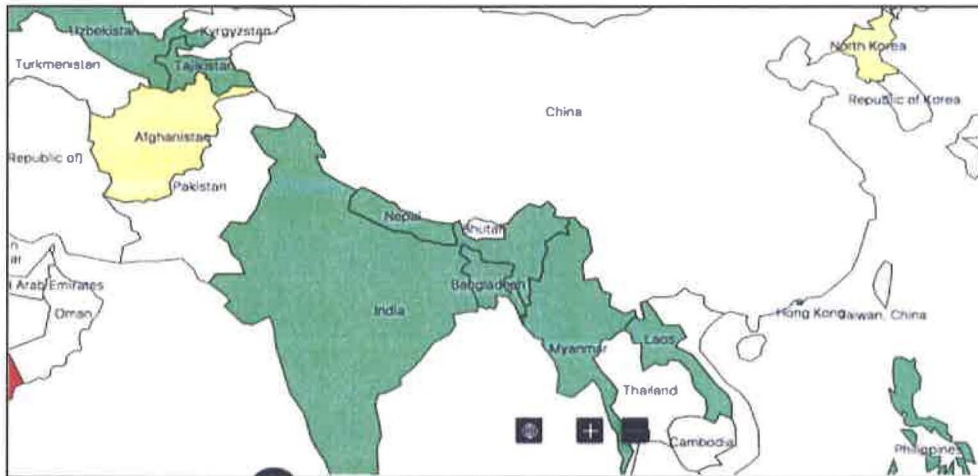 Uzbekistan
Kyrgyzstan
North Korea
Turkmenistan
Tajikistan
Republic of Korea
China
Afghanistan
Republic of)
Pakistan
Nepal
Bhutan
Bangladesh
Arab Emirates
India
Oman
Hong Kong
Taiwan, China
Myanmar
Laos
Thailand
Cambodia
Philippines